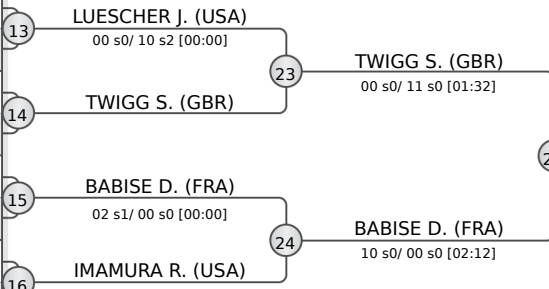 LUESCHER J. (USA)
13
00 s0/ 10 s2 [00:00]
23
TWIGG S. (GBR)
00 s0/ 11 s0 [01:32]
TWIGG S. (GBR)
14
BABISE D. (FRA)
15
02 s1/ 00 s0 [00:00]
24
BABISE D. (FRA)
10 s0/ 00 s0 [02:12]
IMAMURA R. (USA)
16